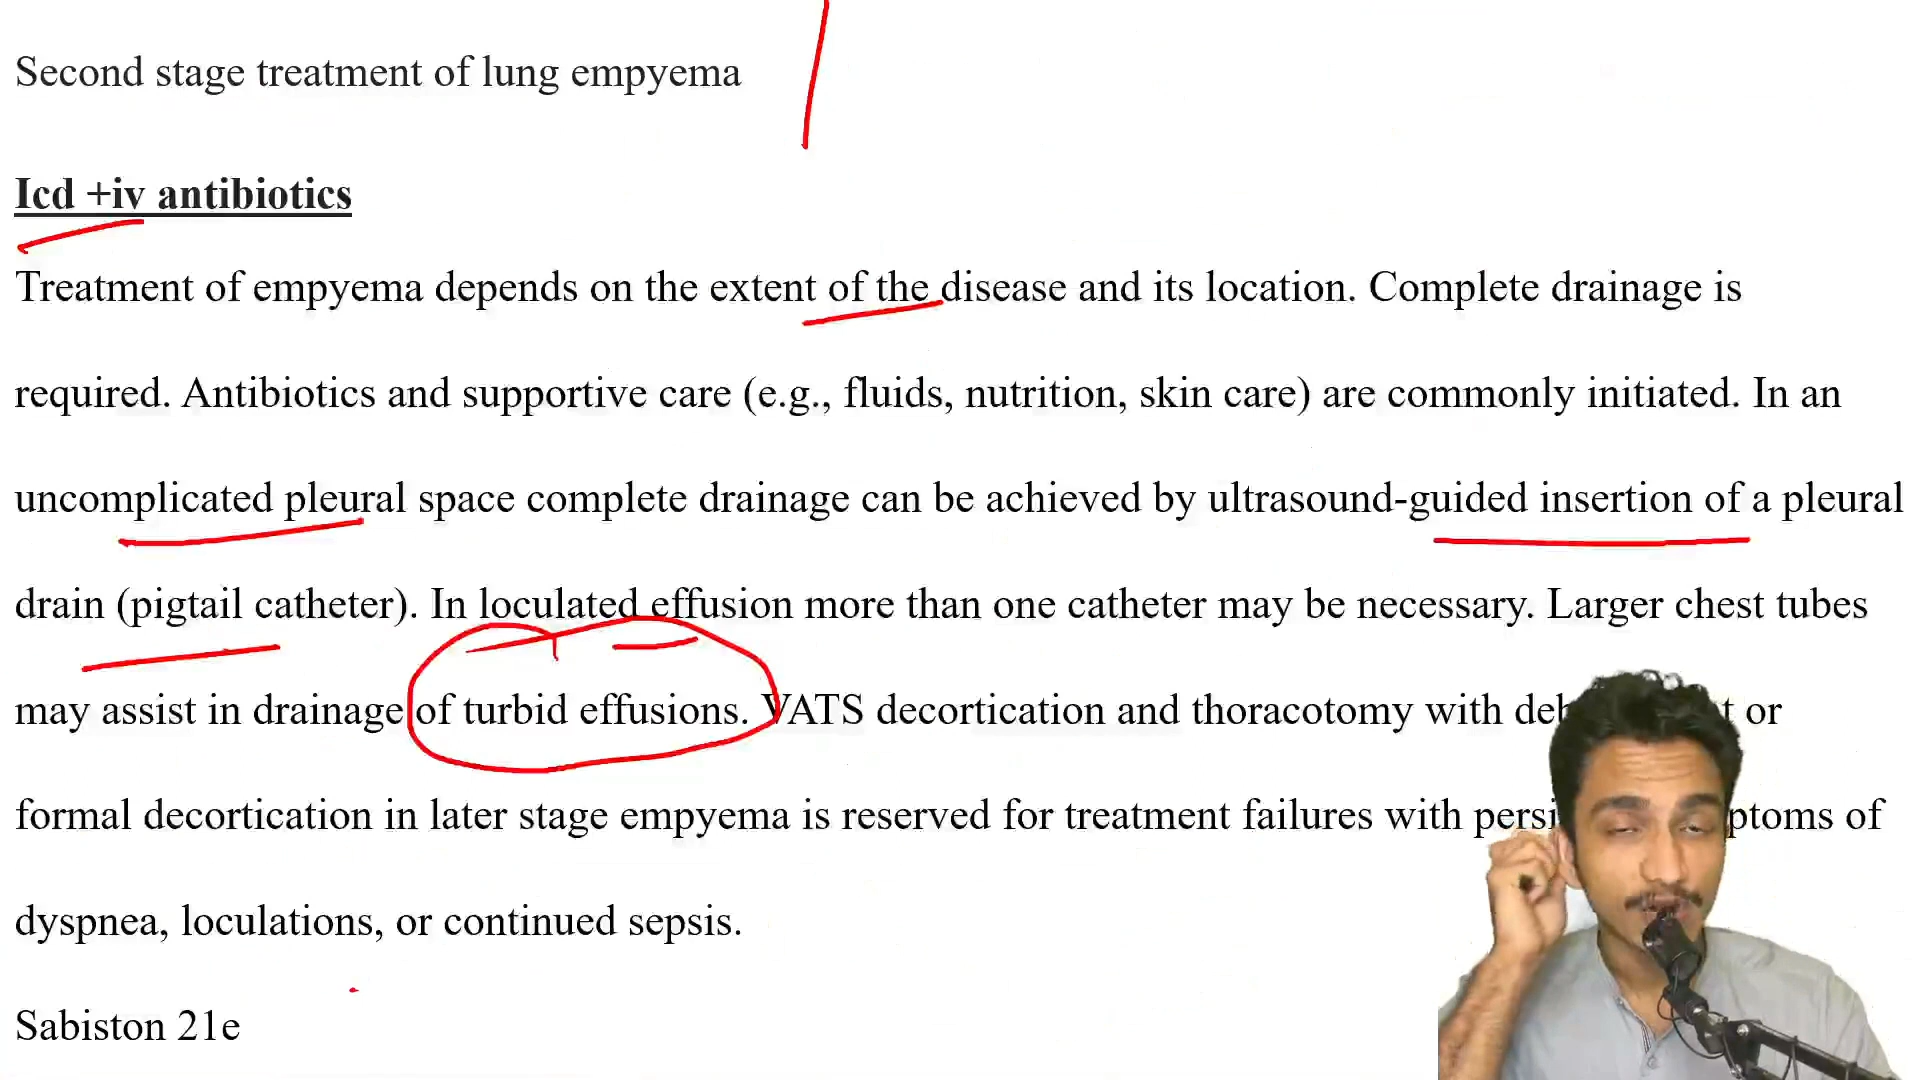 Second stage treatment of lung empyema
Icd +iv antibiotics
Treatment of empyema depends on the extent of the disease and its location. Complete drainage is
required. Antibiotics and supportive care (e.g., fluids, nutrition, skin care) are commonly initiated. In an
uncomplicated pleural space complete drainage can be achieved by ultrasound-guided insertion of a pleural
drain (pigtail catheter). In loculated effusion more than one catheter may be necessary. Larger chest tubes
may assist in drainage of turbid effusions. VATS decortication and thoracotomy with or
formal decortication in later stage empyema is reserved for treatment failures with of
dyspnea, loculations, or continued sepsis.
Sabiston 21e